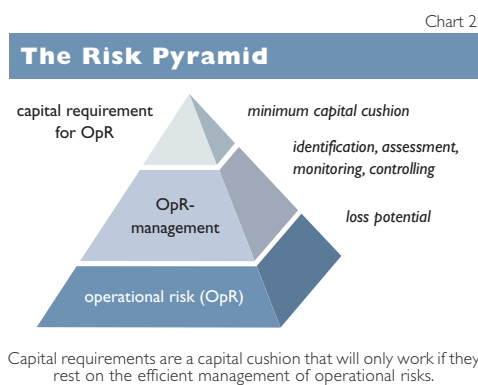 Chart 2
The Risk Pyramid
capital requirement
for OpR
minimum capital cushion
identification, assessment,
monitoring, controlling
OpR-
management
loss potential
operational risk (OpR)
Capital requirements are a capital cushion that will only work if they
rest on the efficient management of operational risks.